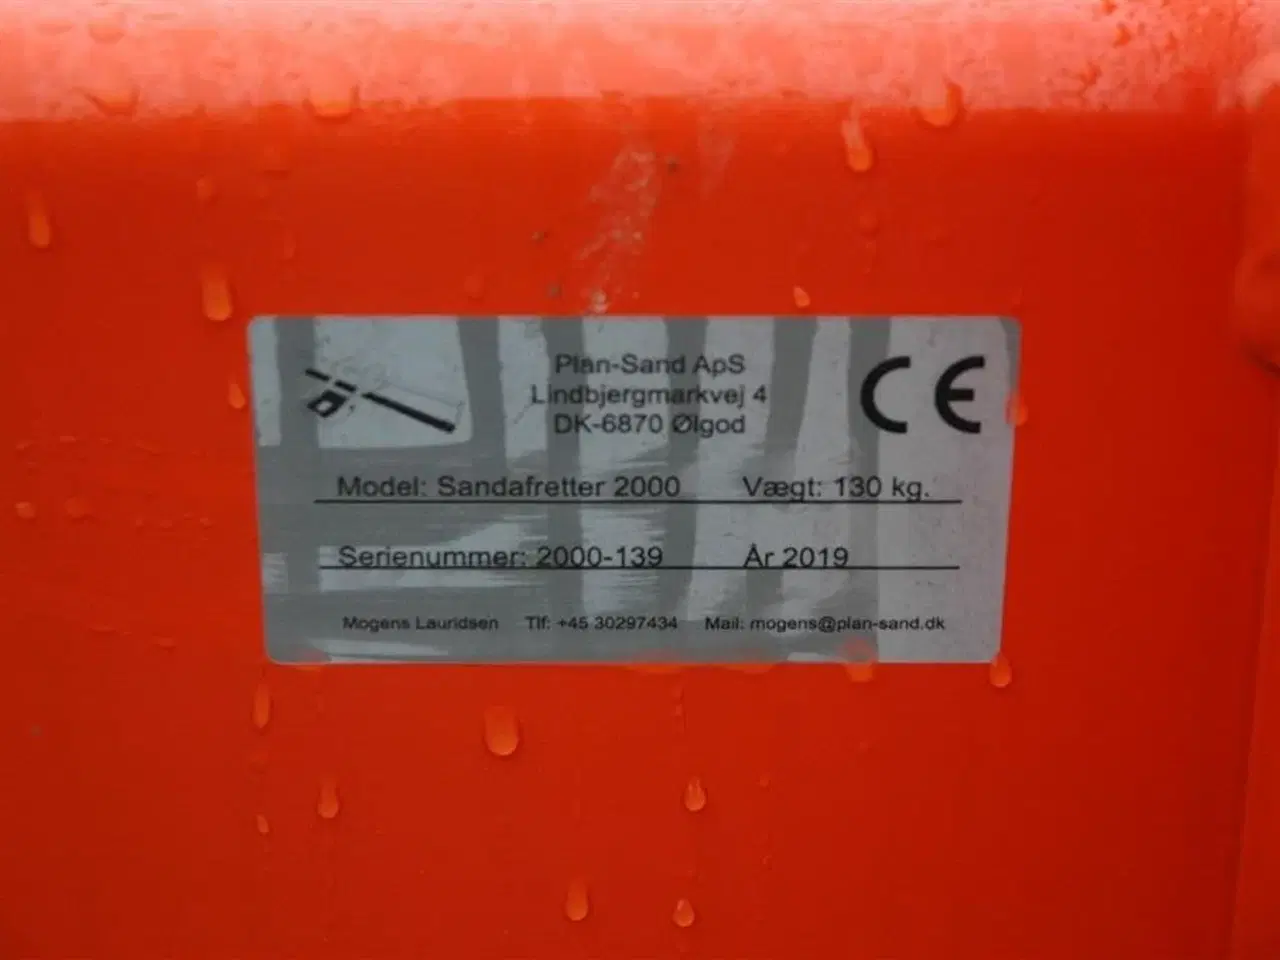 Plan-Sand ApS
Lindbjergmarkvej 4
DK-6870 Ølgod
CE
Model: Sandafretter 2000 Vægt: 130 kg.
Serienummer: 2000-139 År 2019
Mogens Lauridsen Tlf: +45 30297434 Mail: mogens@plan-sand.dk